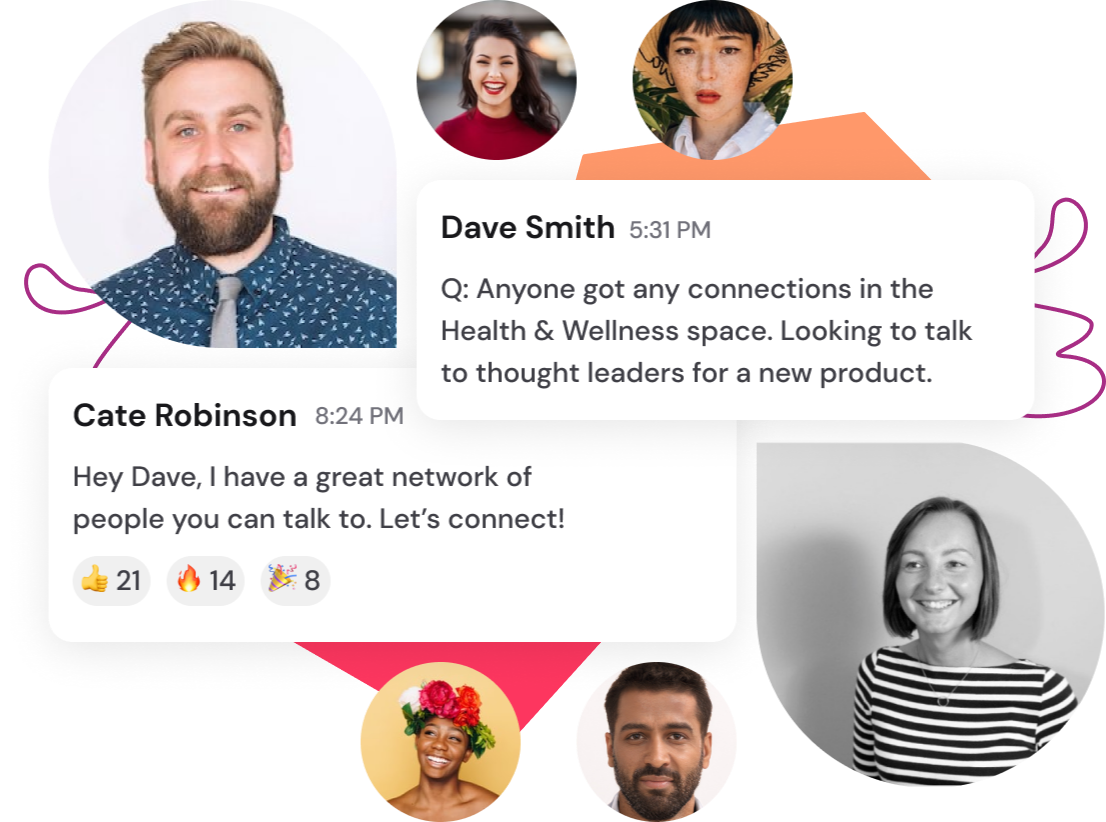 Dave Smith 5:31 PM
Q: Anyone got any connections in the
Health & Wellness space. Looking to talk
to thought leaders for a new product.
Cate Robinson 8:24 PM
Hey Dave, I have a great network of
people you can talk to. Let’s connect!
👍 21 🔥 14 🎉 8